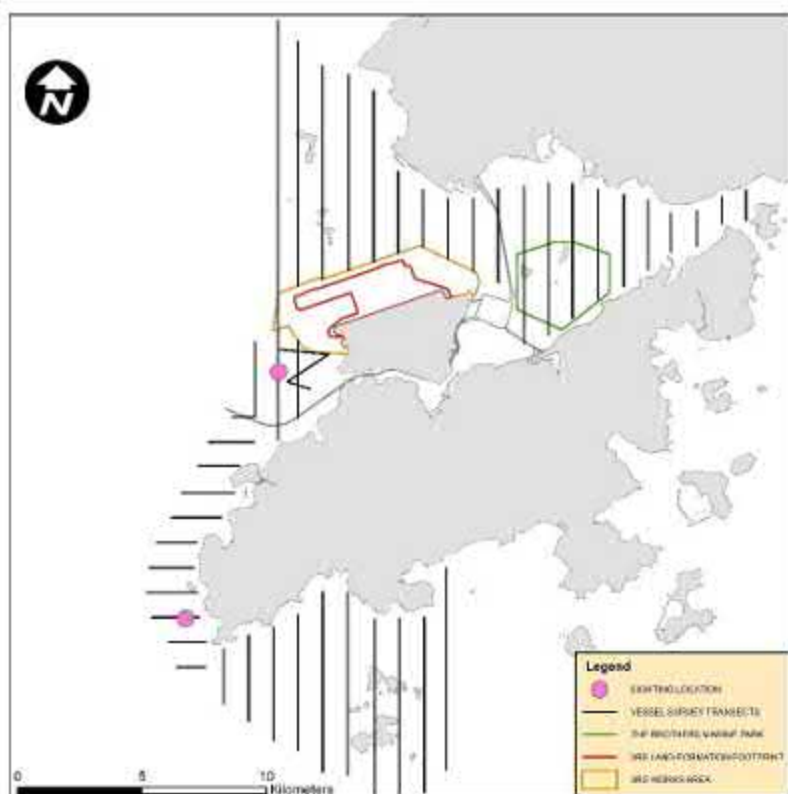 N
Legend
SIGHTING LOCATION
VESSEL SURVEY TRANSECTS
THE BROTHERS MARINE PARK
3RS LAND-FORMATION FOOTPRINT
3RS WORKS AREA
0 5 10
Kilometers